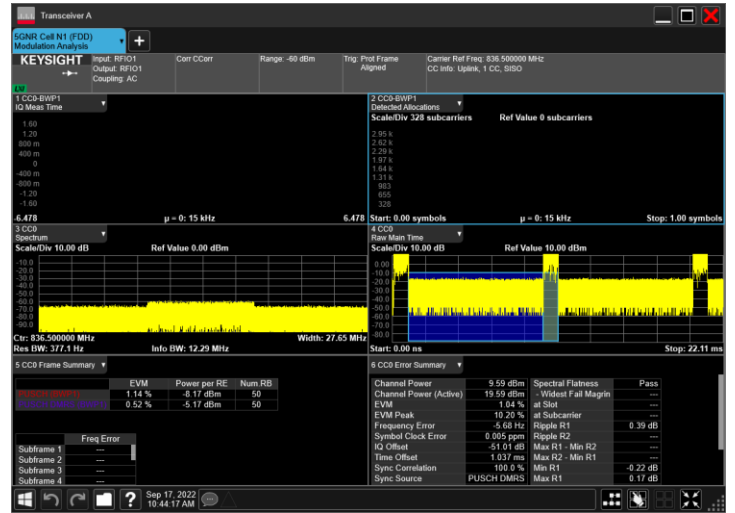 Transceiver A
5GNR Cell N1 (FDD)
Modulation Analysis
KEYSIGHT
Input: RFIO1
Output: RFIO1
Coupling: AC
Corr CCorr
Range: -60 dBm
Trig: Prot Frame
Aligned
Carrier Ref Freq: 836.500000 MHz
CC Info: Uplink, 1 CC, SISO
1 CC0-BWP1
IQ Meas Time
1.60
1.20
800 m
400 m
0
-400 m
-800 m
-1.20
-1.60
-6.478 μ = 0: 15 kHz 6.478
2 CC0-BWP1
Detected Allocations
Scale/Div 328 subcarriers Ref Value 0 subcarriers
2.95 k
2.62 k
2.29 k
1.97 k
1.64 k
1.31 k
983
655
328
Start: 0.00 symbols μ = 0: 15 kHz Stop: 1.00 symbols
3 CC0
Spectrum
Scale/Div 10.00 dB Ref Value 0.00 dBm
-10.0
-20.0
-30.0
-40.0
-50.0
-60.0
-70.0
-80.0
-90.0
Ctr: 836.500000 MHz Width: 27.65 MHz
Res BW: 377.1 Hz Info BW: 12.29 MHz
4 CC0
Raw Main Time
Scale/Div 10.00 dB Ref Value 10.00 dBm
0.00
-10.0
-20.0
-30.0
-40.0
-50.0
-60.0
-70.0
-80.0
Start: 0.00 ns Stop: 22.11 ms
5 CC0 Frame Summary
EVM Power per RE Num.RB
1.14 % -8.17 dBm 50
0.52 % -5.17 dBm 50
Freq Error
Subframe 1 ---
Subframe 2 ---
Subframe 3 ---
Subframe 4 ---
6 CC0 Error Summary
Channel Power 9.59 dBm Spectral Flatness Pass
Channel Power (Active) 19.59 dBm - Widest Fail Magrin ---
EVM 1.04 % at Slot ---
EVM Peak 10.20 % at Subcarrier ---
Frequency Error -5.68 Hz Ripple R1 0.39 dB
Symbol Clock Error 0.005 ppm Ripple R2 ---
IQ Offset -51.01 dB Max R1 - Min R2 ---
Time Offset 1.037 ms Max R2 - Min R1 ---
Sync Correlation 100.0 % Min R1 -0.22 dB
Sync Source PUSCH DMRS Max R1 0.17 dB
Sep 17, 2022
10:44:17 AM